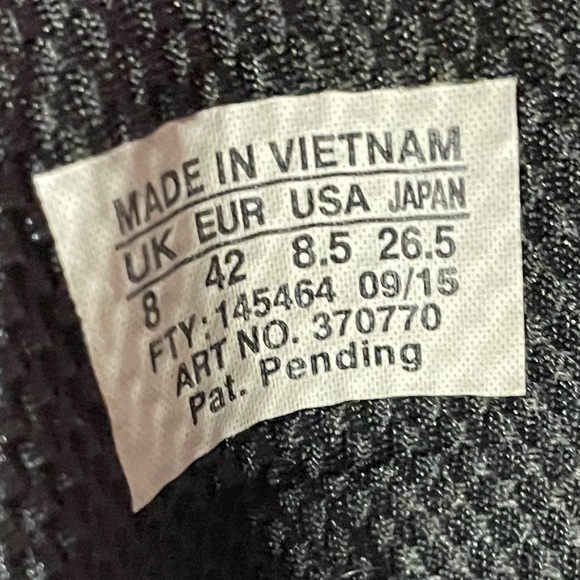 MADE IN VIETNAM
UK EUR USA JAPAN
8 42 8.5 26.5
FTY: 145464 09/15
ART NO. 370770
Pat. Pending